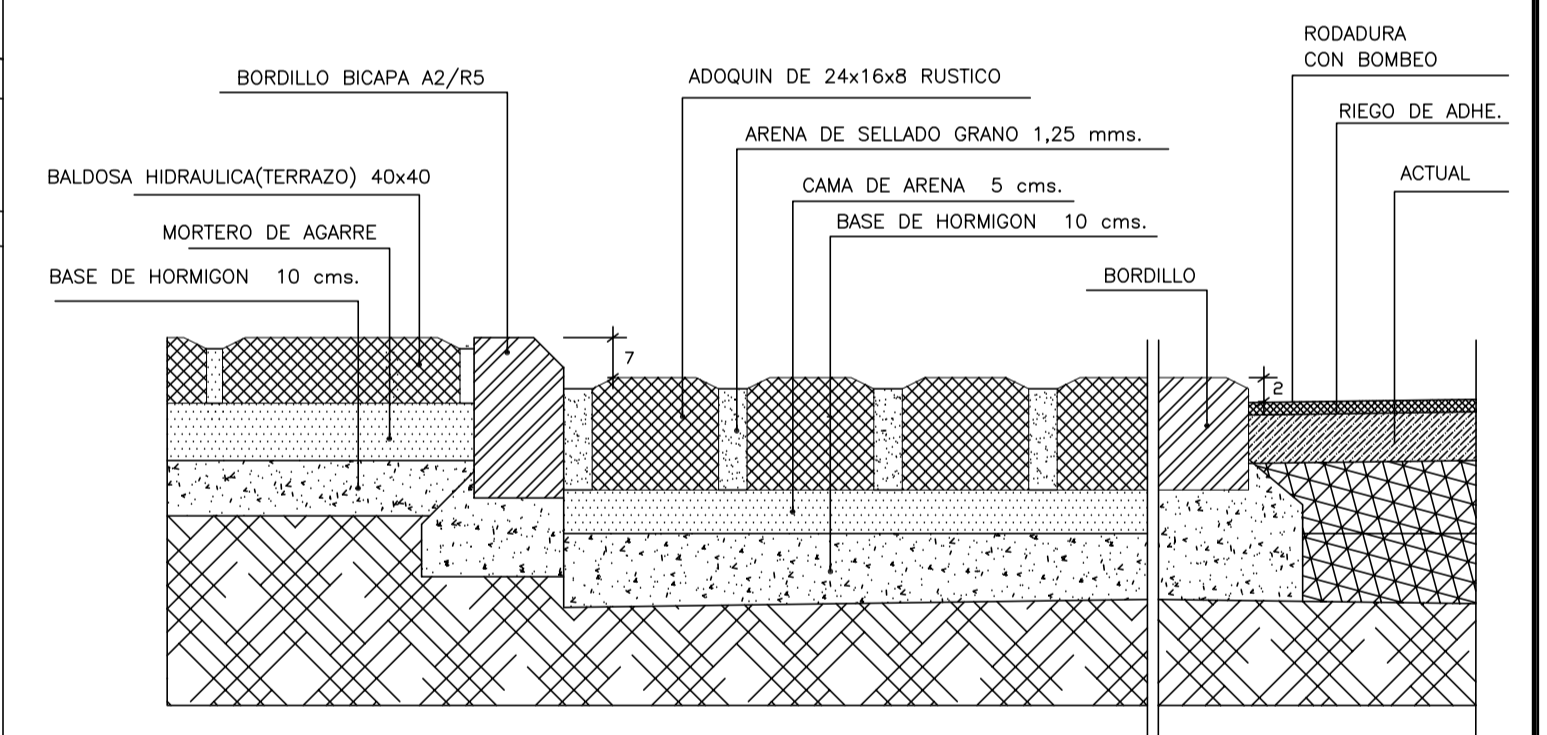 RODADURA
CON BOMBEO
BORDILLO BICAPA A2/R5
ADOQUIN DE 24x16x8 RUSTICO
RIEGO DE ADHE.
ARENA DE SELLADO GRANO 1,25 mms.
BALDOSA HIDRAULICA(TERRAZO) 40x40
CAMA DE ARENA 5 cms.
ACTUAL
MORTERO DE AGARRE
BASE DE HORMIGON 10 cms.
BASE DE HORMIGON 10 cms.
BORDILLO
7
2